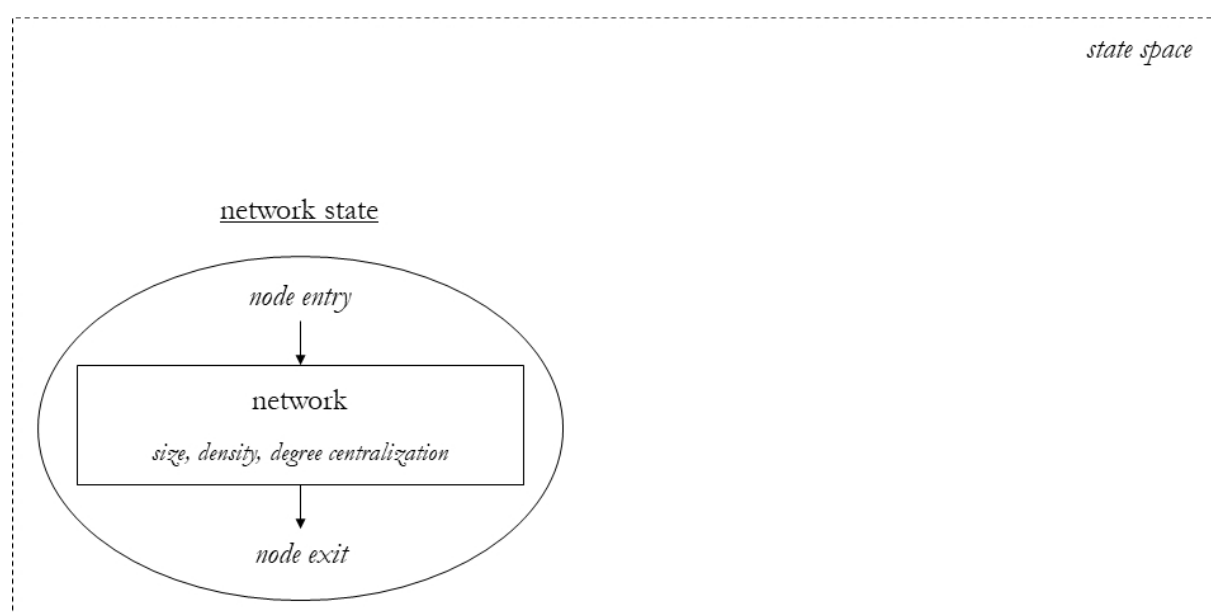 state space
network state
node entry
network
size, density, degree centralization
node exit